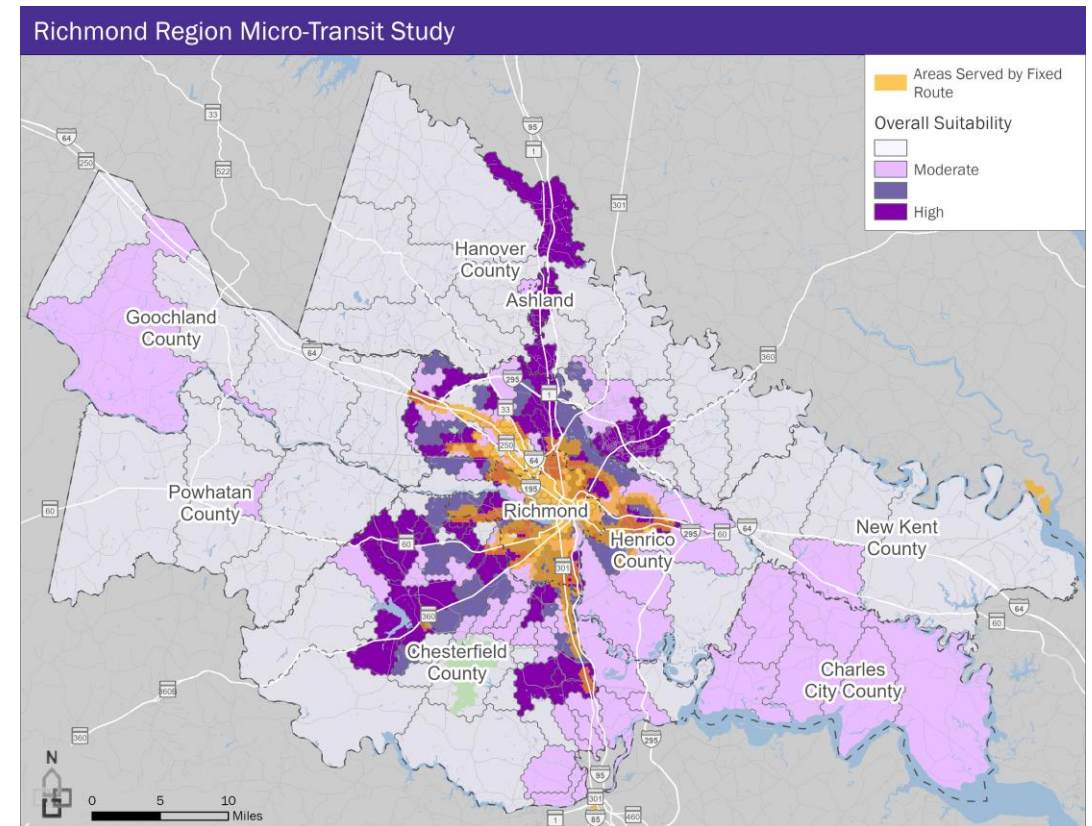 Richmond Region Micro-Transit Study
Areas Served by Fixed
Route
Overall Suitability
Moderate
High
33
95
1
64
250
522
301
Hanover
County
Ashland
Goochland
County
64
360
295
1
33
250
64
195
Powhatan
County
60
Richmond
Henrico
County
295
60
64
New Kent
County
60
301
64
60
360
Chesterfield
County
Charles
City County
360
295
N
95
301
0 5 10
Miles
1
85
460